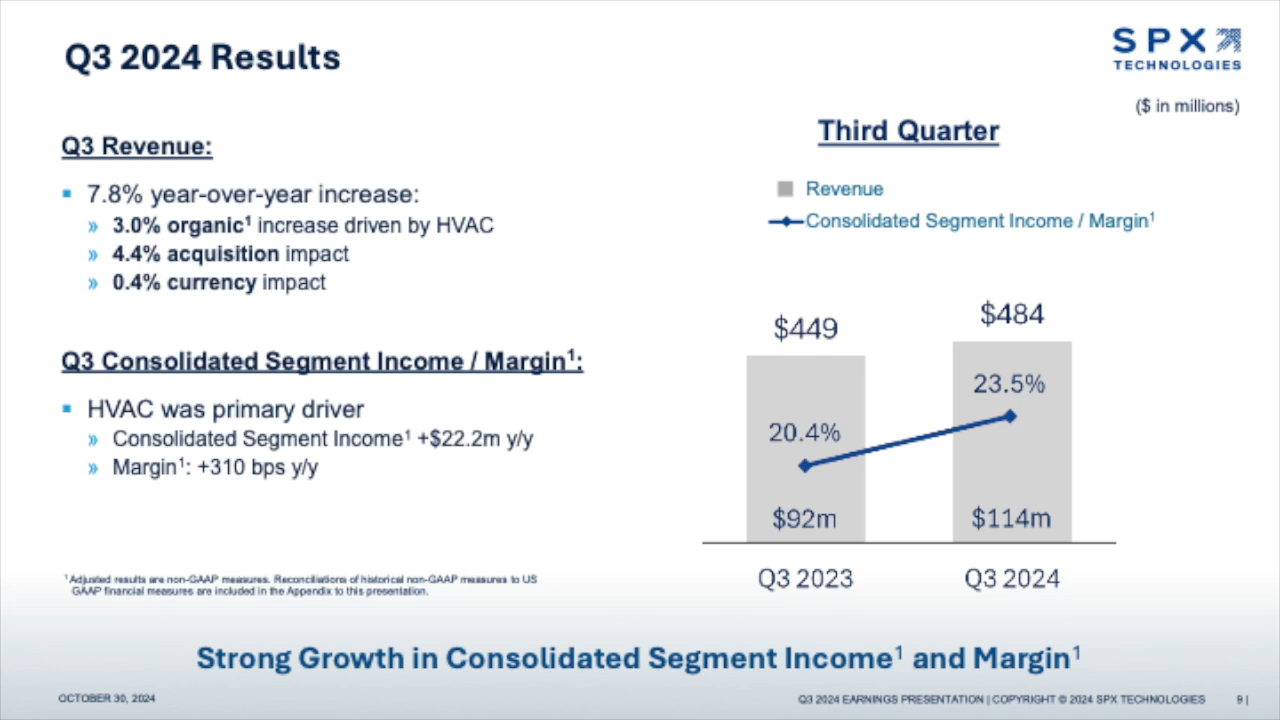 Q3 2024 Results
SPX
TECHNOLOGIES
($ in millions)
Q3 Revenue:
▪ 7.8% year-over-year increase:
» 3.0% organic¹ increase driven by HVAC
» 4.4% acquisition impact
» 0.4% currency impact
Q3 Consolidated Segment Income / Margin¹:
▪ HVAC was primary driver
» Consolidated Segment Income¹ +$22.2m y/y
» Margin¹: +310 bps y/y
¹ Adjusted results are non-GAAP measures. Reconciliations of historical non-GAAP measures to US
GAAP financial measures are included in the Appendix to this presentation.
Third Quarter
Revenue
Consolidated Segment Income / Margin¹
$449
$484
20.4%
23.5%
$92m
$114m
Q3 2023
Q3 2024
Strong Growth in Consolidated Segment Income¹ and Margin¹
OCTOBER 30, 2024
Q3 2024 EARNINGS PRESENTATION | COPYRIGHT © 2024 SPX TECHNOLOGIES
9 |